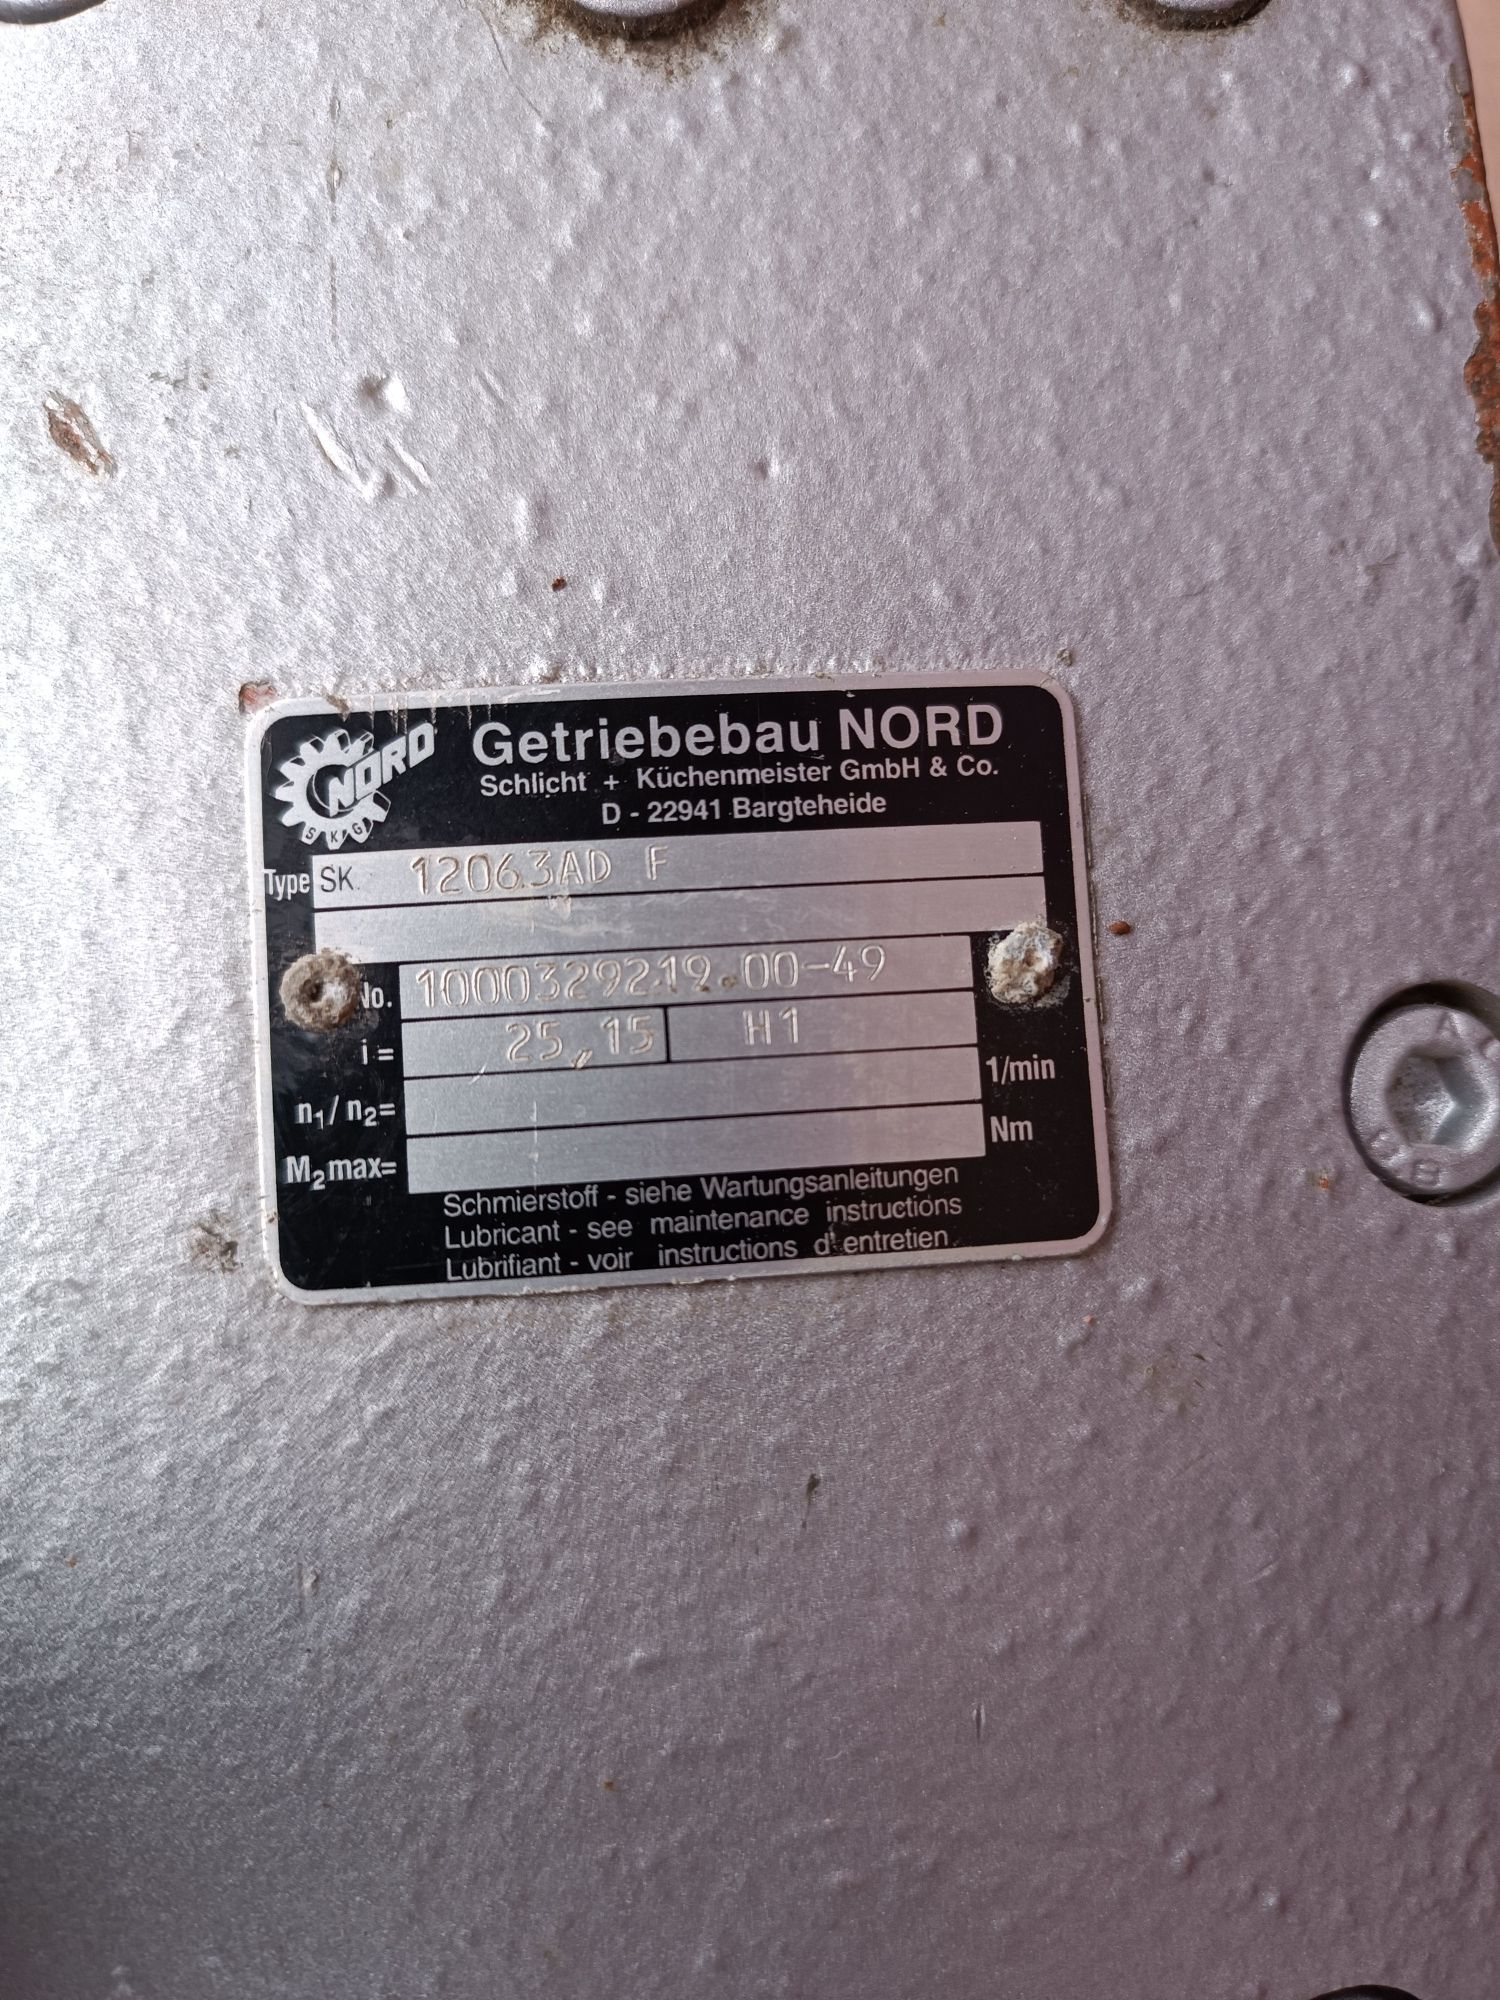 NORD
SKG
Getriebebau NORD
Schlicht + Küchenmeister GmbH & Co.
D - 22941 Bargteheide
Type SK 12063AD F
No. 1000329219.00-49
i = 25,15 H1
n₁/n₂= 1/min
M₂max= Nm
Schmierstoff - siehe Wartungsanleitungen
Lubricant - see maintenance instructions
Lubrifiant - voir instructions d'entretien